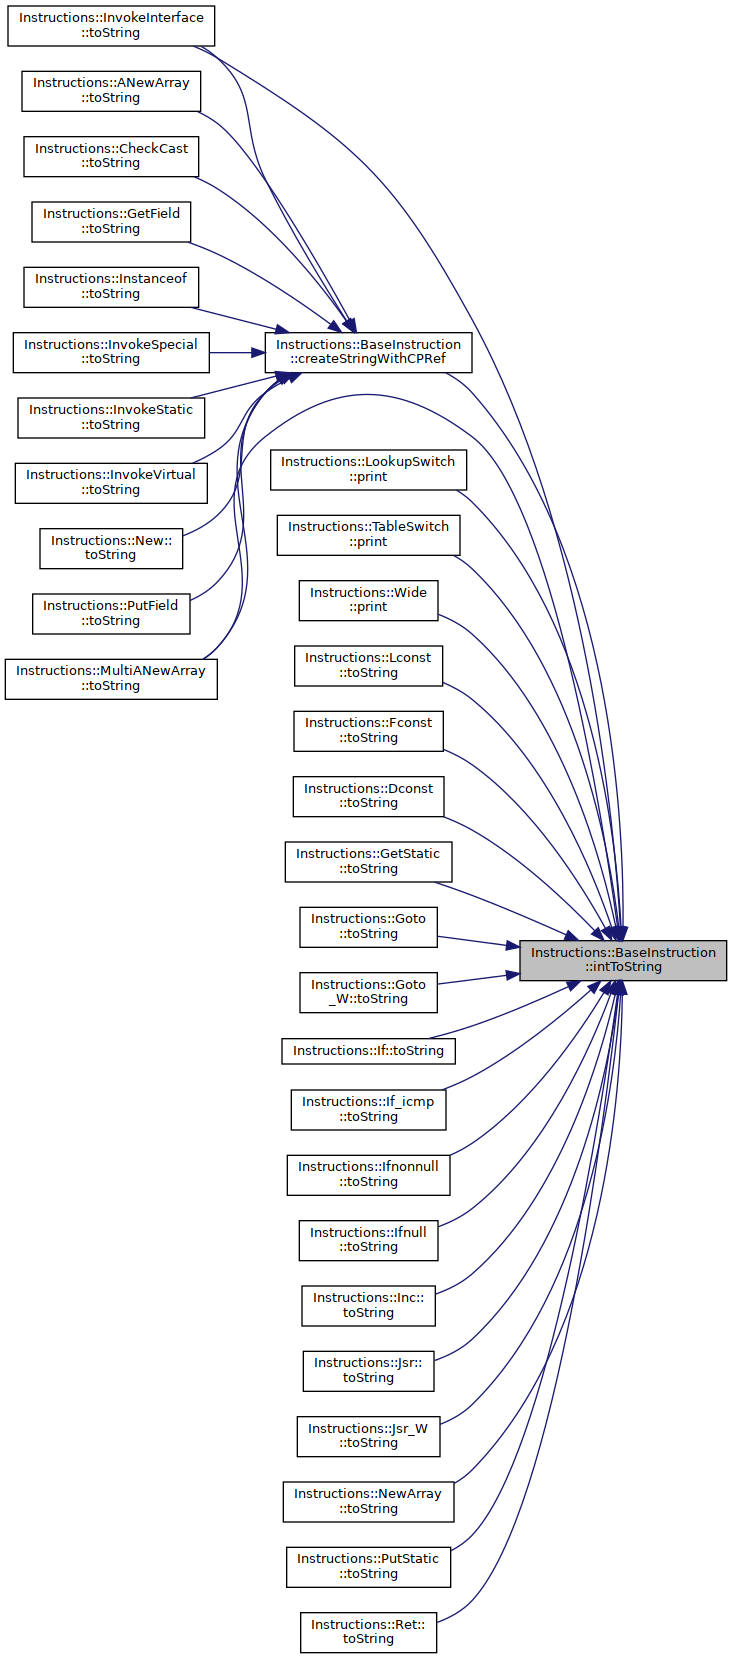 Instructions::InvokeInterface
::toString
Instructions::ANewArray
::toString
Instructions::CheckCast
::toString
Instructions::GetField
::toString
Instructions::Instanceof
::toString
Instructions::InvokeSpecial
::toString
Instructions::InvokeStatic
::toString
Instructions::InvokeVirtual
::toString
Instructions::New::
toString
Instructions::PutField
::toString
Instructions::MultiANewArray
::toString
Instructions::BaseInstruction
::createStringWithCPRef
Instructions::LookupSwitch
::print
Instructions::TableSwitch
::print
Instructions::Wide
::print
Instructions::Lconst
::toString
Instructions::Fconst
::toString
Instructions::Dconst
::toString
Instructions::GetStatic
::toString
Instructions::Goto
::toString
Instructions::Goto
_W::toString
Instructions::If::toString
Instructions::If_icmp
::toString
Instructions::Ifnonnull
::toString
Instructions::Ifnull
::toString
Instructions::Inc::
toString
Instructions::Jsr::
toString
Instructions::Jsr_W
::toString
Instructions::NewArray
::toString
Instructions::PutStatic
::toString
Instructions::Ret::
toString
Instructions::BaseInstruction
::intToString